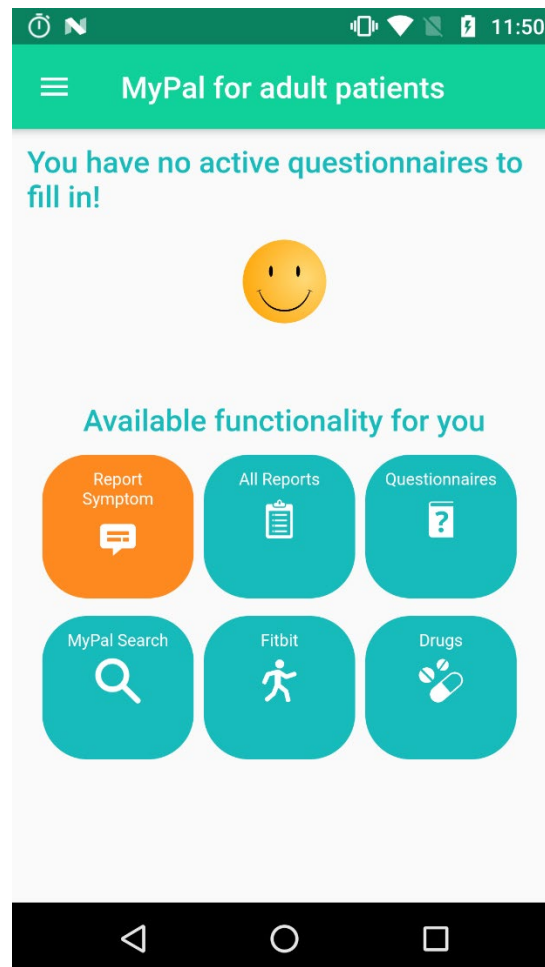 11:50
MyPal for adult patients
You have no active questionnaires to
fill in!
Available functionality for you
Report
Symptom
All Reports
Questionnaires
MyPal Search
Fitbit
Drugs